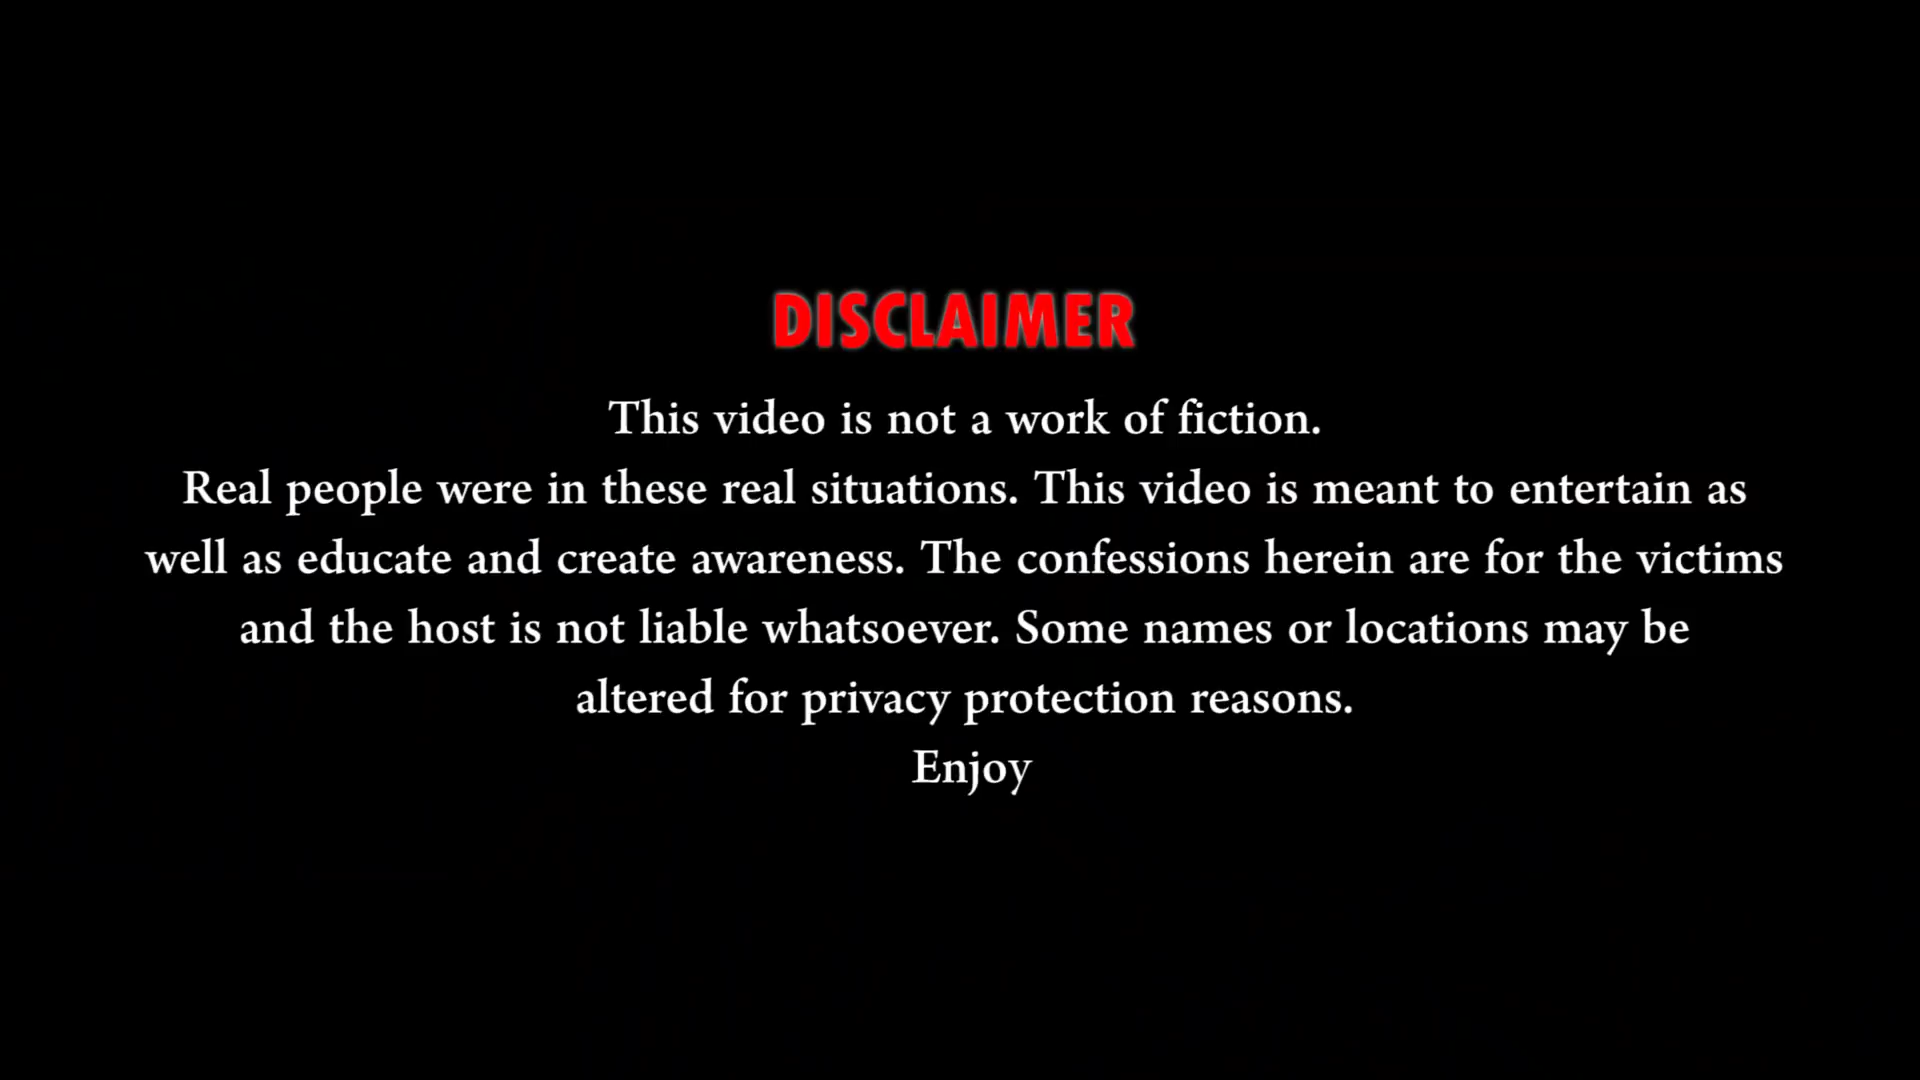 DISCLAIMER
This video is not a work of fiction.
Real people were in these real situations. This video is meant to entertain as
well as educate and create awareness. The confessions herein are for the victims
and the host is not liable whatsoever. Some names or locations may be
altered for privacy protection reasons.
Enjoy